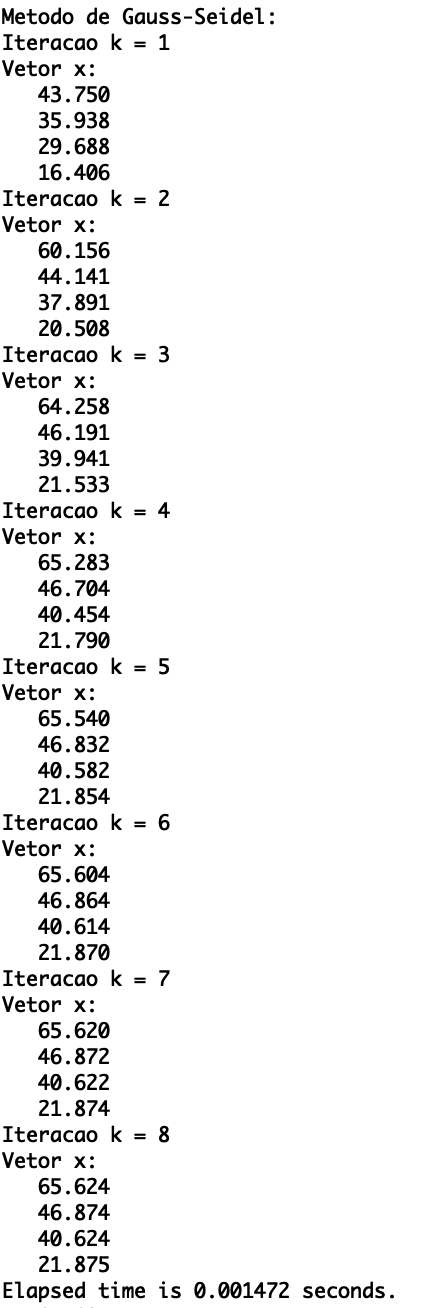 Metodo de Gauss-Seidel:
Iteracao k = 1
Vetor x:
43.750
35.938
29.688
16.406
Iteracao k = 2
Vetor x:
60.156
44.141
37.891
20.508
Iteracao k = 3
Vetor x:
64.258
46.191
39.941
21.533
Iteracao k = 4
Vetor x:
65.283
46.704
40.454
21.790
Iteracao k = 5
Vetor x:
65.540
46.832
40.582
21.854
Iteracao k = 6
Vetor x:
65.604
46.864
40.614
21.870
Iteracao k = 7
Vetor x:
65.620
46.872
40.622
21.874
Iteracao k = 8
Vetor x:
65.624
46.874
40.624
21.875
Elapsed time is 0.001472 seconds.